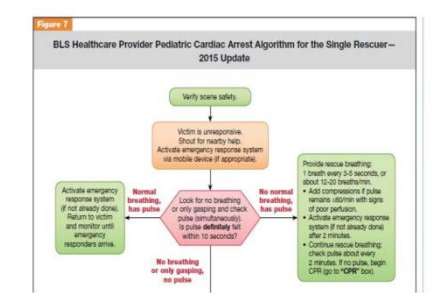 Figure 7
BLS Healthcare Provider Pediatric Cardiac Arrest Algorithm for the Single Rescuer—
2015 Update
Verify scene safety.
Victim is unresponsive.
Shout for nearby help.
Activate emergency response system
via mobile device (if appropriate).
Activate emergency
response system
(if not already done).
Return to victim
and monitor until
emergency
responders arrive.
Normal
breathing,
has pulse
Look for no breathing
or only gasping and check
pulse (simultaneously).
Is pulse definitely felt
within 10 seconds?
No normal
breathing,
has pulse
Provide rescue breathing:
1 breath every 3-5 seconds, or
about 12-20 breaths/min.
• Add compressions if pulse
remains ≤60/min with signs
of poor perfusion.
• Activate emergency response
system (if not already done)
after 2 minutes.
• Continue rescue breathing;
check pulse about every
2 minutes. If no pulse, begin
CPR (go to "CPR" box).
No breathing
or only gasping,
no pulse